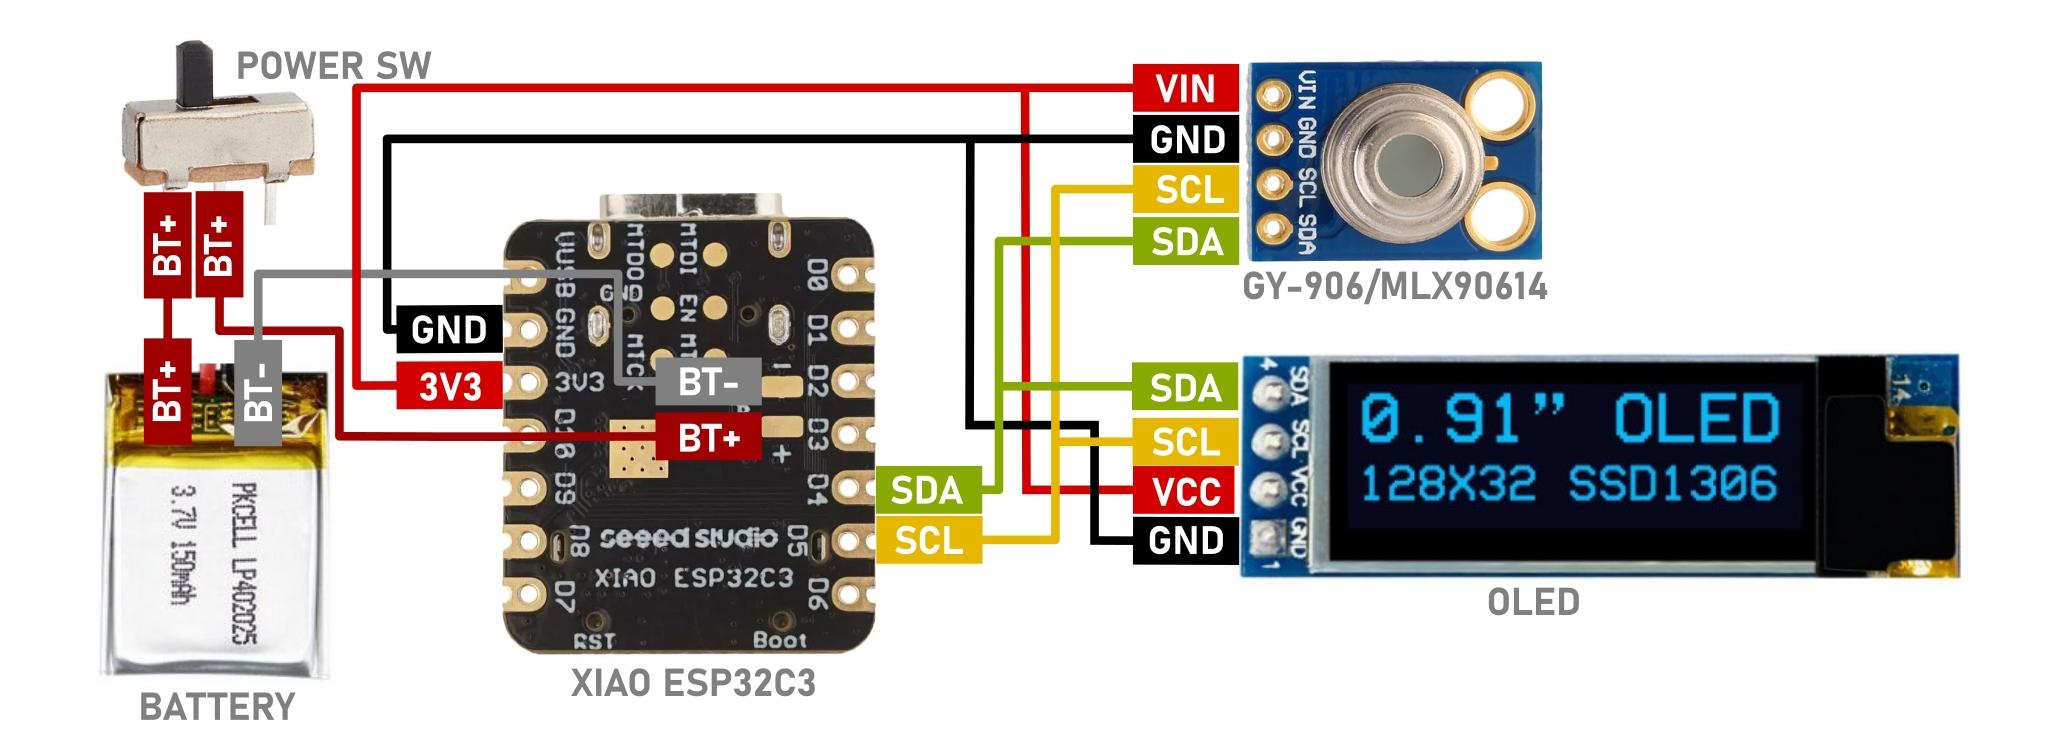 POWER SW
BT+
BT+
BT+
BT-
BATTERY
PKCELL LP402025
3.7V 150mAh
GND
3V3
VUSB
GND
3V3
D9
D8
D7
MTDO
MTDI
GND
EN
MTCK
BT-
BT+
-
+
D0
D1
D2
D3
D4
D5
D6
seeed studio
XIAO ESP32C3
RST
Boot
XIAO ESP32C3
SDA
SCL
VIN
GND
SCL
SDA
VIN GND SCL SDA
GY-906/MLX90614
SDA
SCL
VCC
GND
4
SDA SCL VCC GND
1
0.91” OLED
128X32 SSD1306
14
OLED